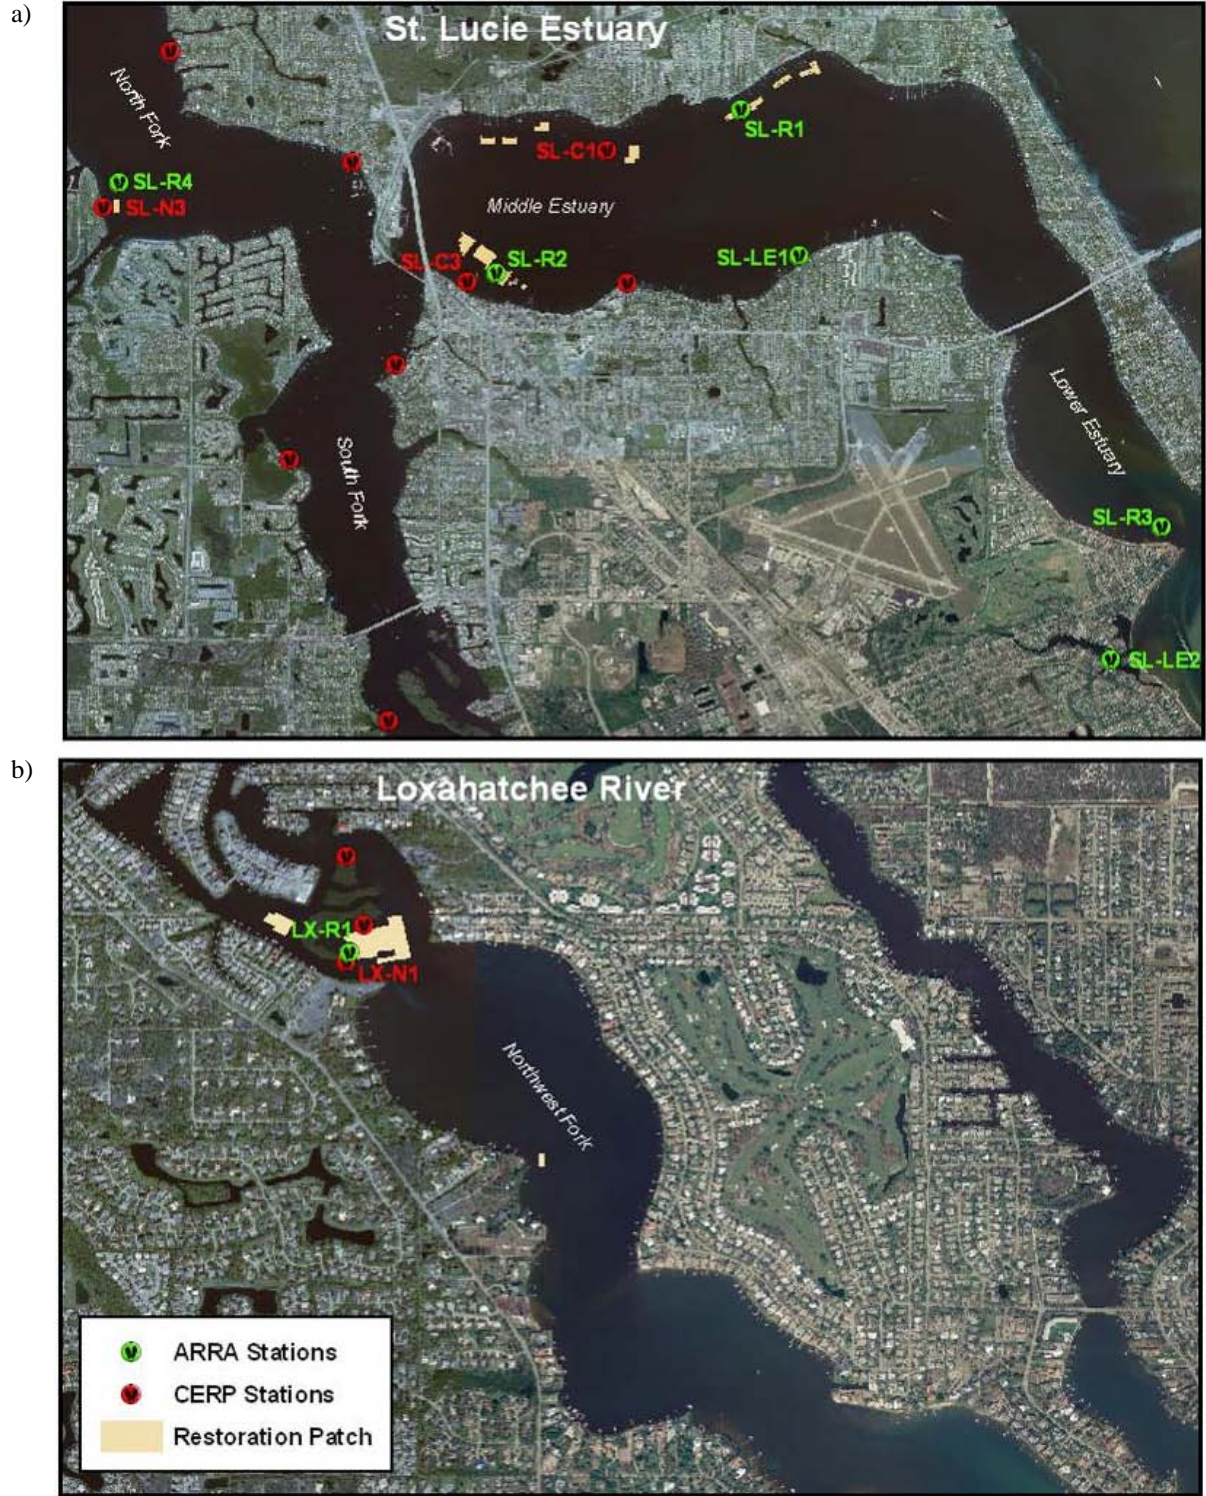 a)
St. Lucie Estuary
North Fork
SL-R1
SL-C1
SL-R4
SL-N3
Middle Estuary
SL-C3
SL-R2
SL-LE1
Lower Estuary
South Fork
SL-R3
SL-LE2
b)
Loxahatchee River
LX-R1
LX-N1
Northwest Fork
ARRA Stations
CERP Stations
Restoration Patch